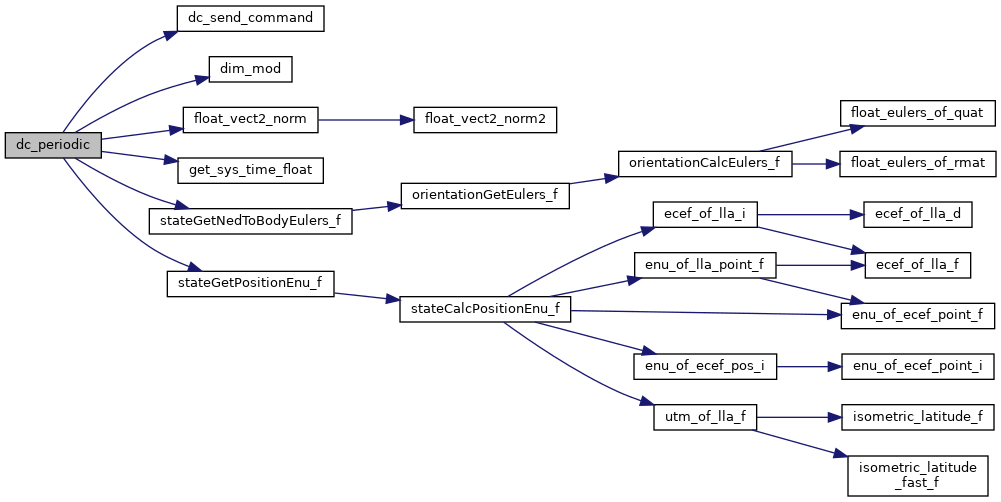 dc_send_command
dim_mod
float_vect2_norm
float_vect2_norm2
dc_periodic
get_sys_time_float
stateGetNedToBodyEulers_f
orientationGetEulers_f
orientationCalcEulers_f
float_eulers_of_quat
float_eulers_of_rmat
stateGetPositionEnu_f
stateCalcPositionEnu_f
ecef_of_lla_i
ecef_of_lla_d
enu_of_lla_point_f
ecef_of_lla_f
enu_of_ecef_point_f
enu_of_ecef_pos_i
enu_of_ecef_point_i
utm_of_lla_f
isometric_latitude_f
isometric_latitude
_fast_f